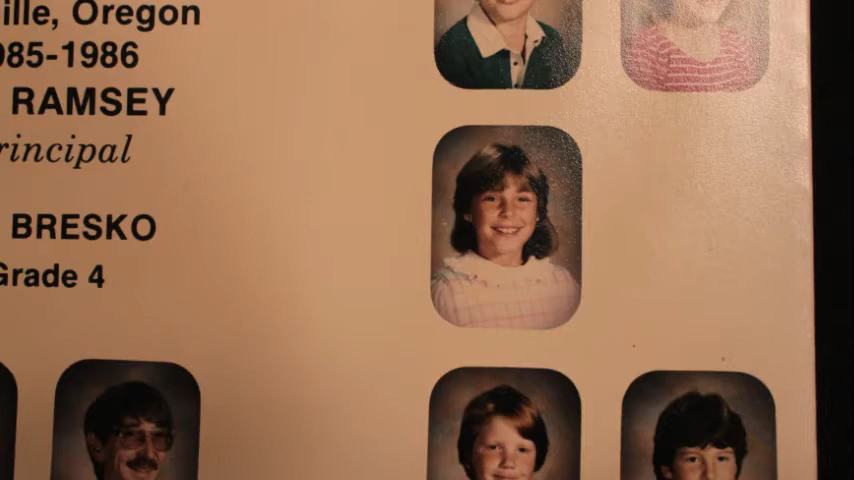 ille, Oregon
985-1986
RAMSEY
rincipal
BRESKO
Grade 4